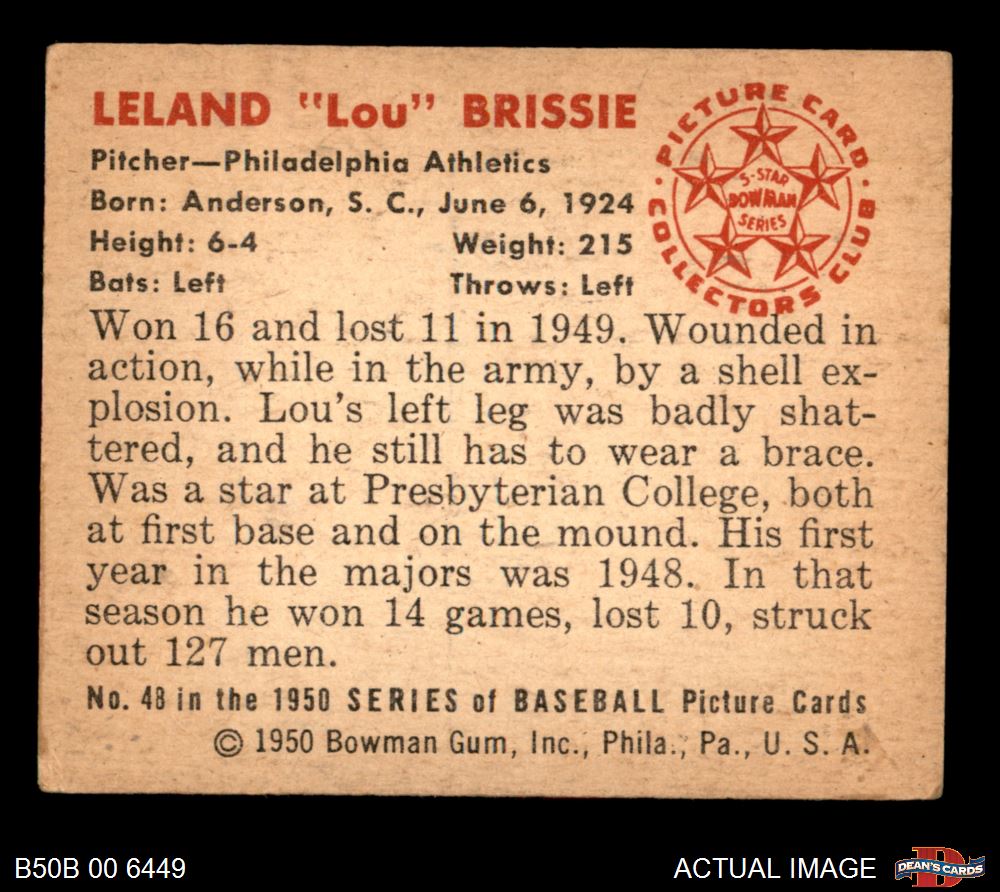 LELAND "Lou" BRISSIE
Pitcher—Philadelphia Athletics
Born: Anderson, S. C., June 6, 1924
Height: 6-4 Weight: 215
Bats: Left Throws: Left
PICTURE CARD
COLLECTORS CLUB
5-STAR
BOWMAN
SERIES
Won 16 and lost 11 in 1949. Wounded in
action, while in the army, by a shell ex-
plosion. Lou's left leg was badly shat-
tered, and he still has to wear a brace.
Was a star at Presbyterian College, both
at first base and on the mound. His first
year in the majors was 1948. In that
season he won 14 games, lost 10, struck
out 127 men.
No. 48 in the 1950 SERIES of BASEBALL Picture Cards
© 1950 Bowman Gum, Inc., Phila., Pa., U. S. A.
B50B 00 6449
ACTUAL IMAGE
DEAN'S CARDS